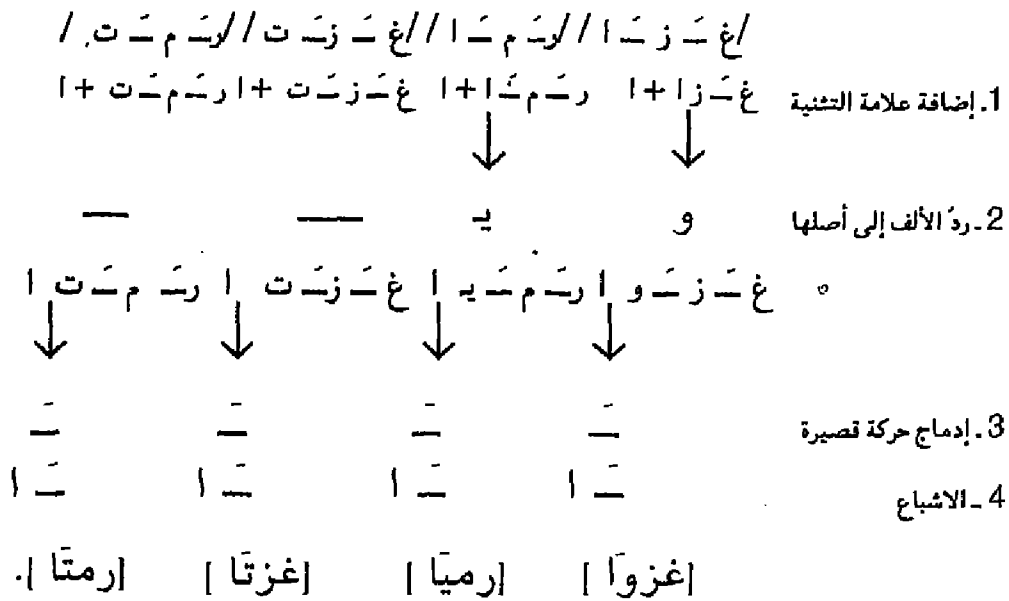 /غ ـَ ز ـَ ا//ر ـَ م ـَ ا//غ ـَ ز ـَ ت//ر ـَ م ـَ ت/
1. إضافة علامة التثنية غ ـَ ز ا+ا ر ـَ م ـَ ا+ا غ ـَ ز ـَ ت +ا ر ـَ م ـَ ت +ا
2 ـ ردّ الألف إلى أصلها و يـ — —
غ ـَ ز ـَ و ا ر ـَ م ـَ يـ ا غ ـَ ز ـَ ت ا ر ـَ م ـَ ت ا
3. إدماج حركة قصيرة ـَ ـَ ـَ ـَ
4 ـ الاشباع ـَ ا ـَ ا ـَ ا ـَ ا
[غزوَا ] [رميَا ] [غزتَا ] [رمتَا ].